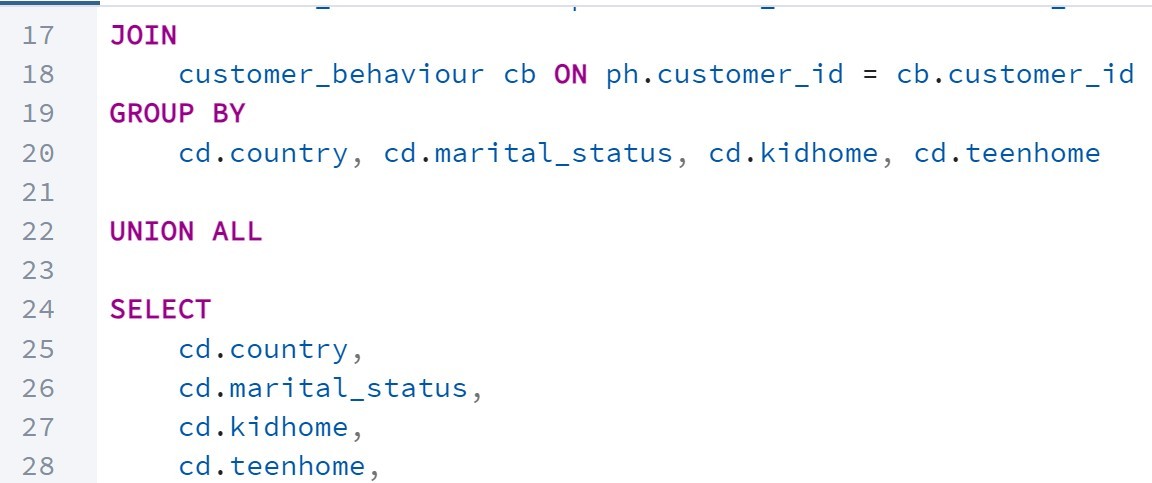 17 JOIN
18 customer_behaviour cb ON ph.customer_id = cb.customer_id
19 GROUP BY
20 cd.country, cd.marital_status, cd.kidhome, cd.teenhome
21
22 UNION ALL
23
24 SELECT
25 cd.country,
26 cd.marital_status,
27 cd.kidhome,
28 cd.teenhome,